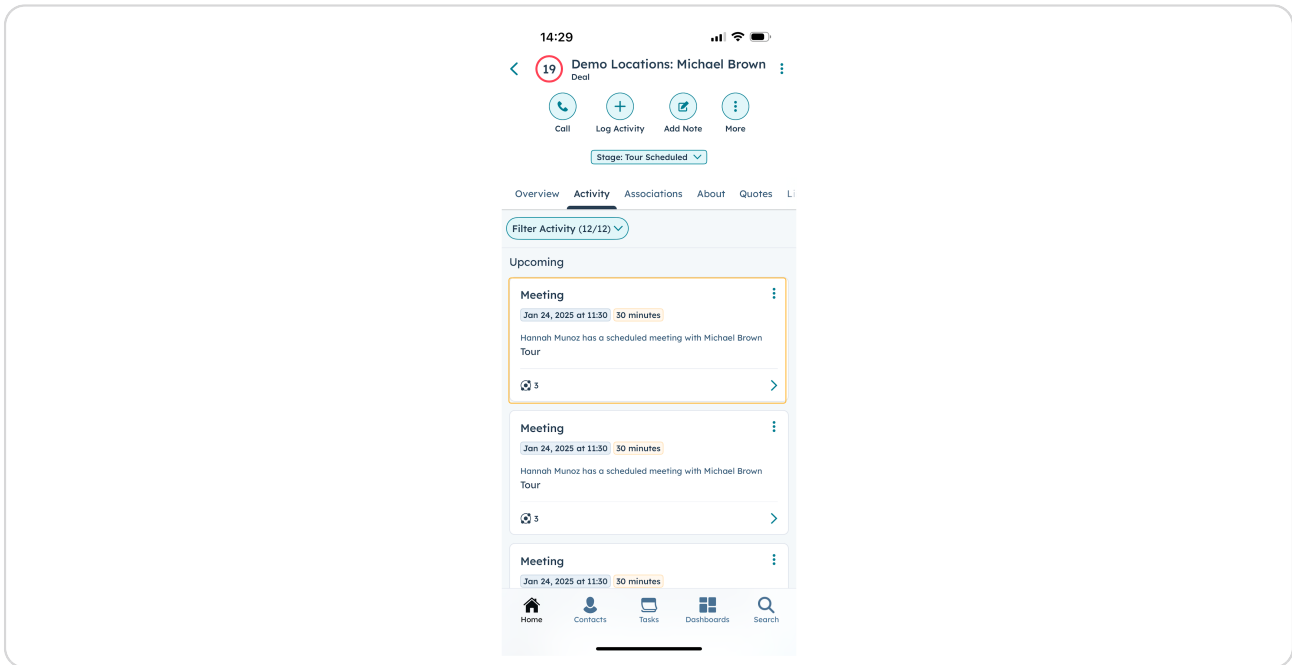 14:29
19 Demo Locations: Michael Brown
Deal
Call Log Activity Add Note More
Stage: Tour Scheduled
Overview Activity Associations About Quotes
Filter Activity (12/12)
Upcoming
Meeting
Jan 24, 2025 at 11:30 30 minutes
Hannah Munoz has a scheduled meeting with Michael Brown
Tour
3
Meeting
Jan 24, 2025 at 11:30 30 minutes
Hannah Munoz has a scheduled meeting with Michael Brown
Tour
3
Meeting
Jan 24, 2025 at 11:30 30 minutes
Home Contacts Tasks Dashboards Search